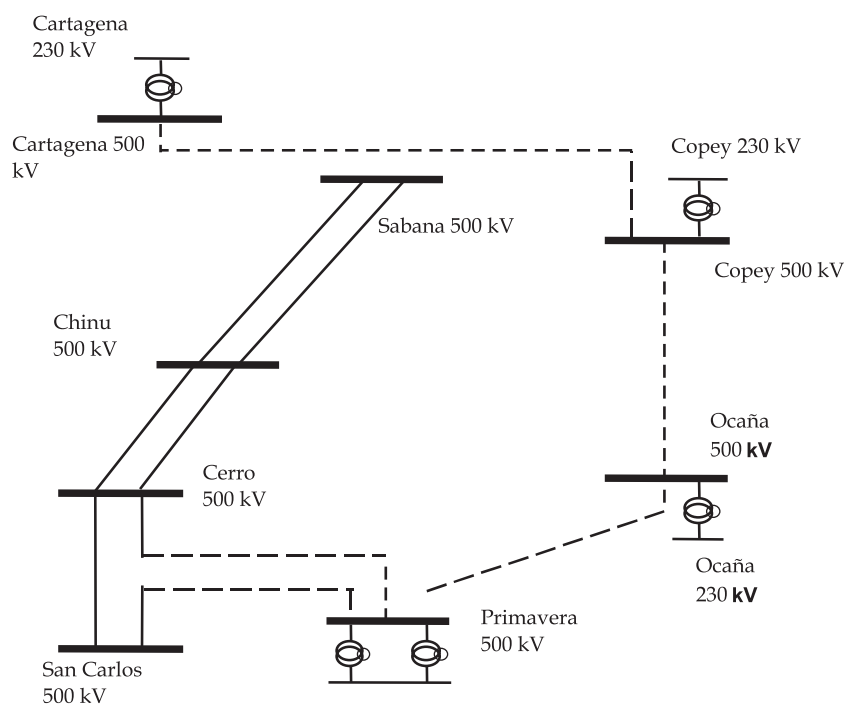 Cartagena
230 kV
Cartagena 500
kV
Copey 230 kV
Sabana 500 kV
Copey 500 kV
Chinu
500 kV
Ocaña
500 kV
Cerro
500 kV
Ocaña
230 kV
Primavera
500 kV
San Carlos
500 kV